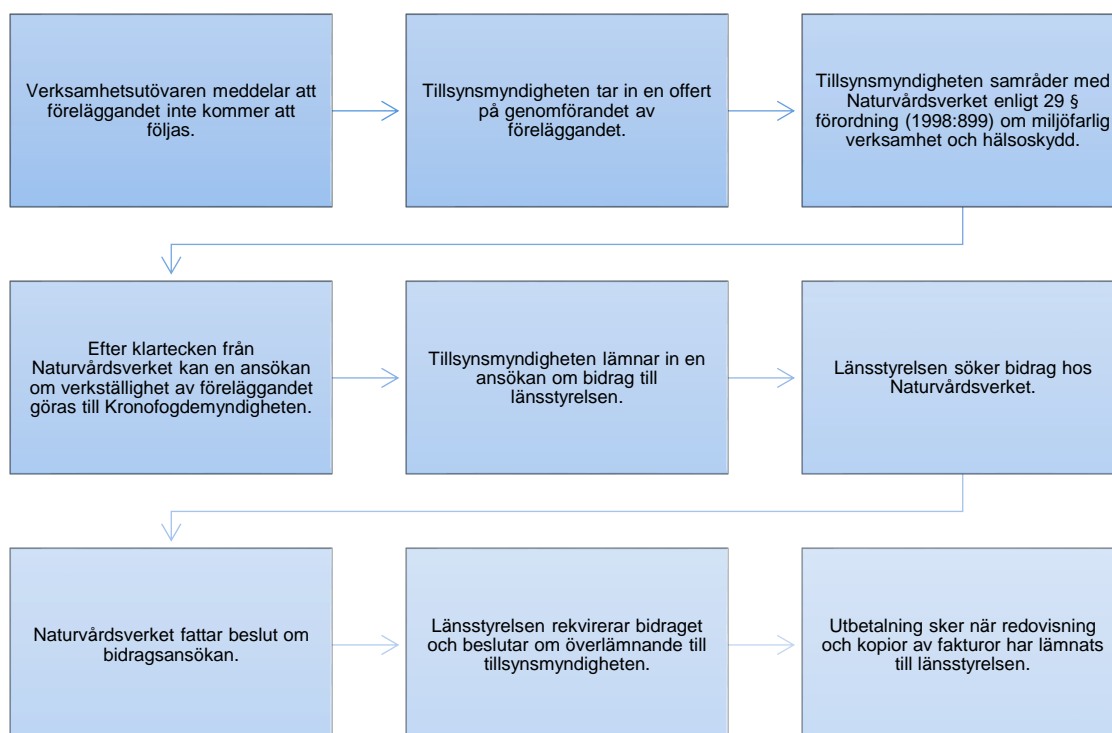 Verksamhetsutövaren meddelar att
föreläggandet inte kommer att
följas.
Tillsynsmyndigheten tar in en offert
på genomförandet av
föreläggandet.
Tillsynsmyndigheten samråder med
Naturvårdsverket enligt 29 §
förordning (1998:899) om miljöfarlig
verksamhet och hälsoskydd.
Efter klartecken från
Naturvårdsverket kan en ansökan
om verkställighet av föreläggandet
göras till Kronofogdemyndigheten.
Tillsynsmyndigheten lämnar in en
ansökan om bidrag till
länsstyrelsen.
Länsstyrelsen söker bidrag hos
Naturvårdsverket.
Naturvårdsverket fattar beslut om
bidragsansökan.
Länsstyrelsen rekvirerar bidraget
och beslutar om överlämnande till
tillsynsmyndigheten.
Utbetalning sker när redovisning
och kopior av fakturor har lämnats
till länsstyrelsen.